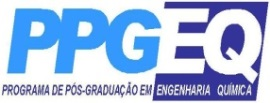 PPGEQ
PROGRAMA DE PÓS-GRADUAÇÃO EM ENGENHARIA QUÍMICA